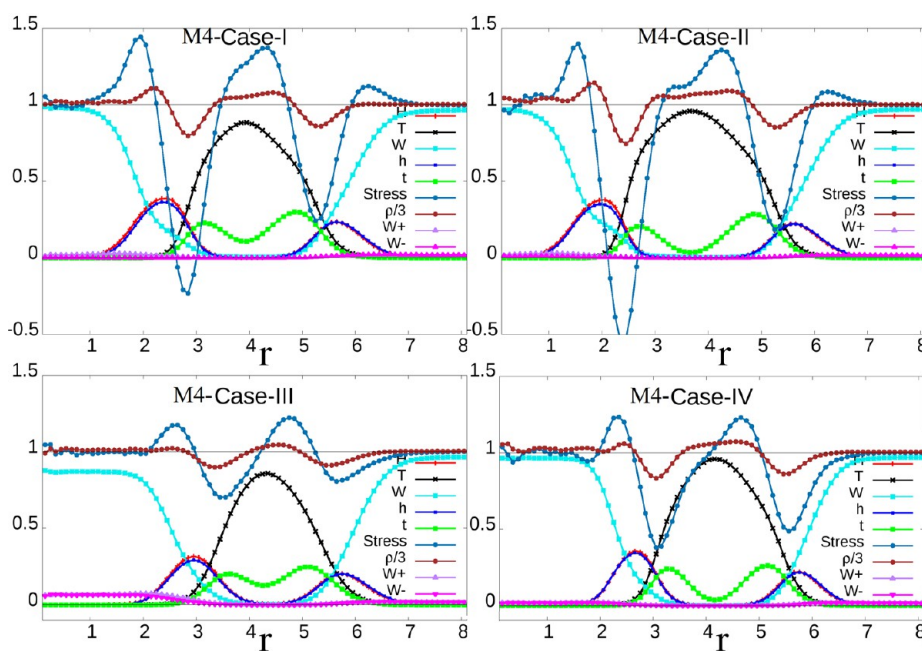 M4-Case-I
1.5
1
0.5
0
-0.5
H
T
W
h
t
Stress
ρ/3
W+
W-
1 2 3 4 5 6 7 8
r
M4-Case-II
1.5
1
0.5
0
-0.5
H
T
W
h
t
Stress
ρ/3
W+
W-
1 2 3 4 5 6 7 8
r
M4-Case-III
1.5
1
0.5
0
H
T
W
h
t
Stress
ρ/3
W+
W-
1 2 3 4 5 6 7 8
r
M4-Case-IV
1.5
1
0.5
0
H
T
W
h
t
Stress
ρ/3
W+
W-
1 2 3 4 5 6 7 8
r